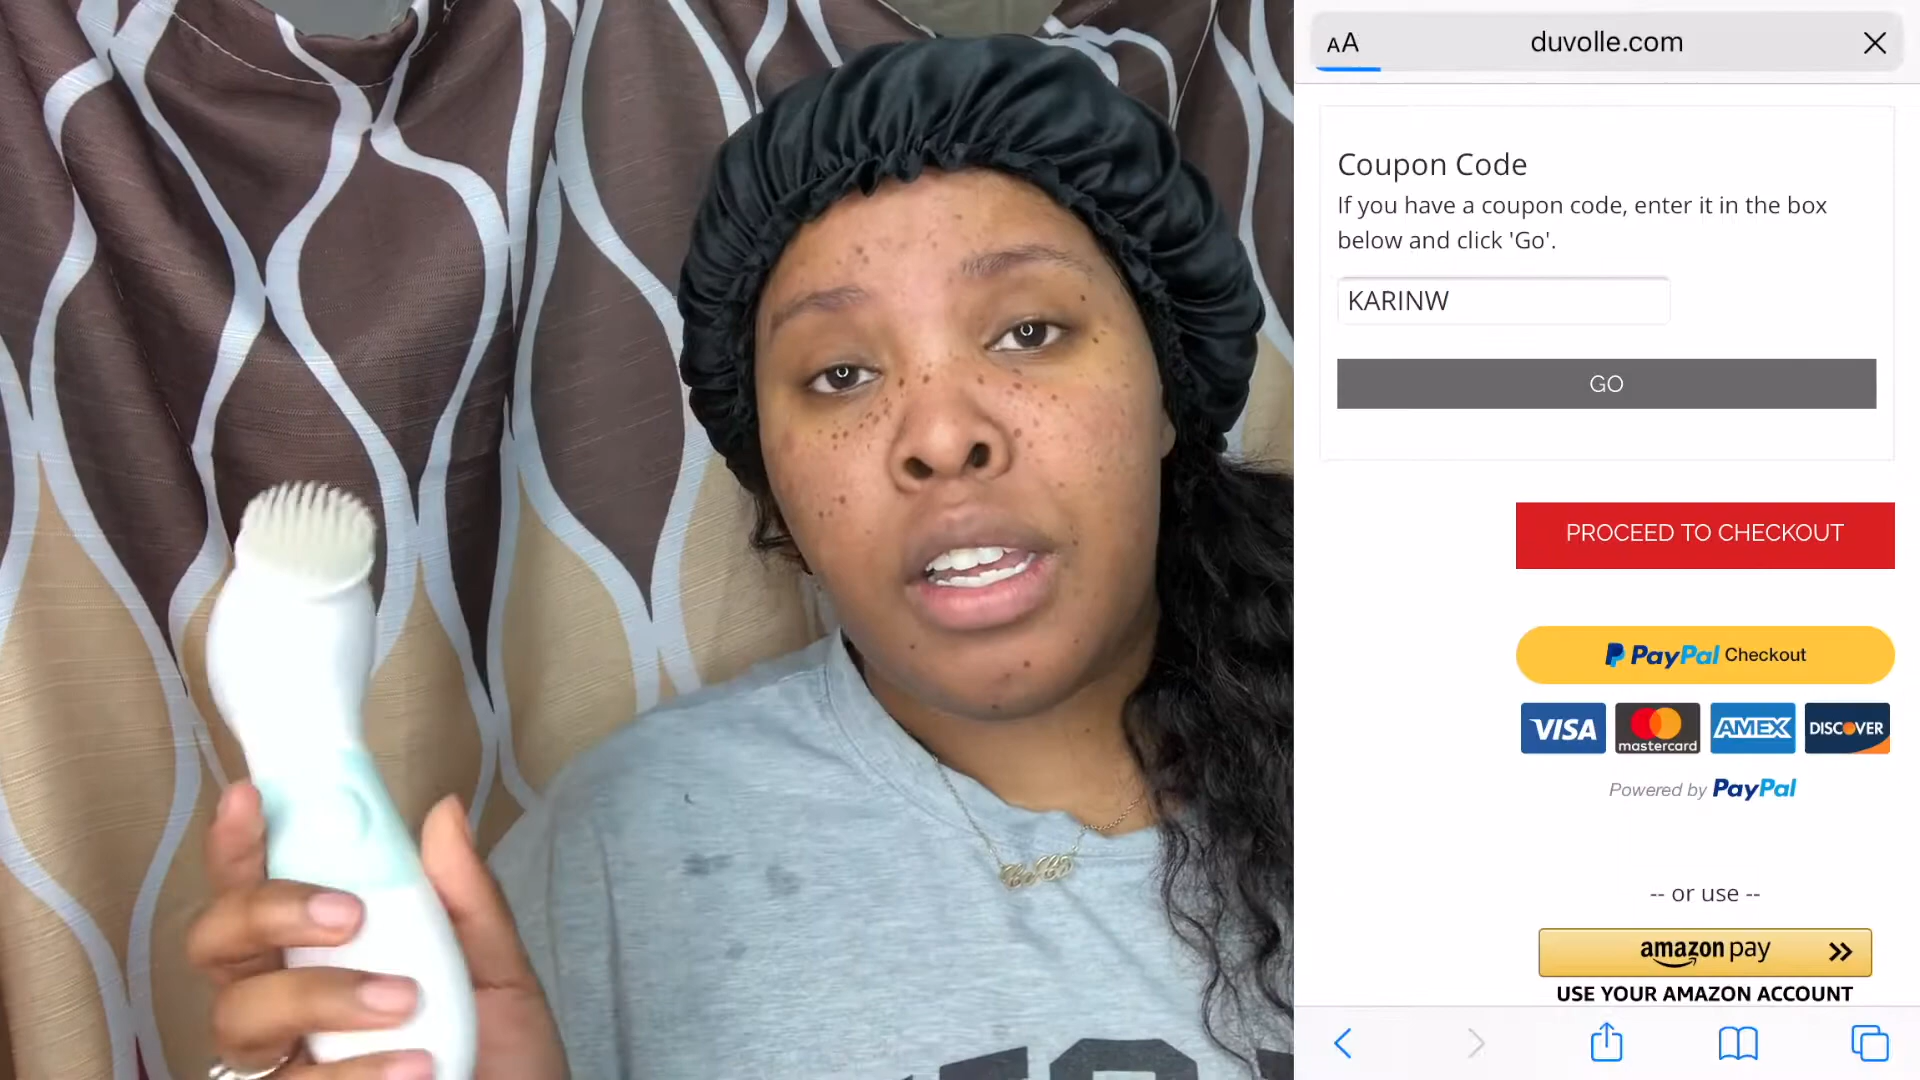 AA duvolle.com
Coupon Code
If you have a coupon code, enter it in the box
below and click 'Go'.
KARINW
GO
PROCEED TO CHECKOUT
PayPal Checkout
VISA mastercard AMEX DISCOVER
Powered by PayPal
-- or use --
amazon pay
USE YOUR AMAZON ACCOUNT